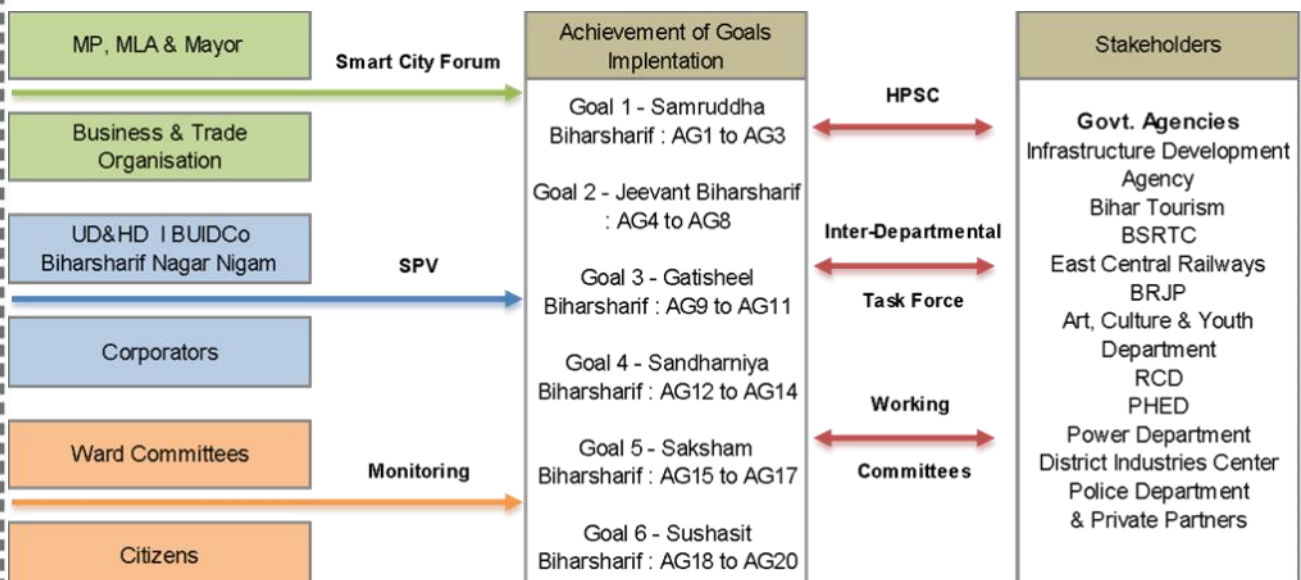 MP, MLA & Mayor
Smart City Forum
Business & Trade
Organisation
UD&HD I BUIDCo
Biharsharif Nagar Nigam
SPV
Corporators
Ward Committees
Monitoring
Citizens
Achievement of Goals
Implentation
Goal 1 - Samruddha
Biharsharif : AG1 to AG3
Goal 2 - Jeevant Biharsharif
: AG4 to AG8
Goal 3 - Gatisheel
Biharsharif : AG9 to AG11
Goal 4 - Sandharniya
Biharsharif : AG12 to AG14
Goal 5 - Saksham
Biharsharif : AG15 to AG17
Goal 6 - Sushasit
Biharsharif : AG18 to AG20
HPSC
Inter-Departmental
Task Force
Working
Committees
Stakeholders
Govt. Agencies
Infrastructure Development
Agency
Bihar Tourism
BSRTC
East Central Railways
BRJP
Art, Culture & Youth
Department
RCD
PHED
Power Department
District Industries Center
Police Department
& Private Partners